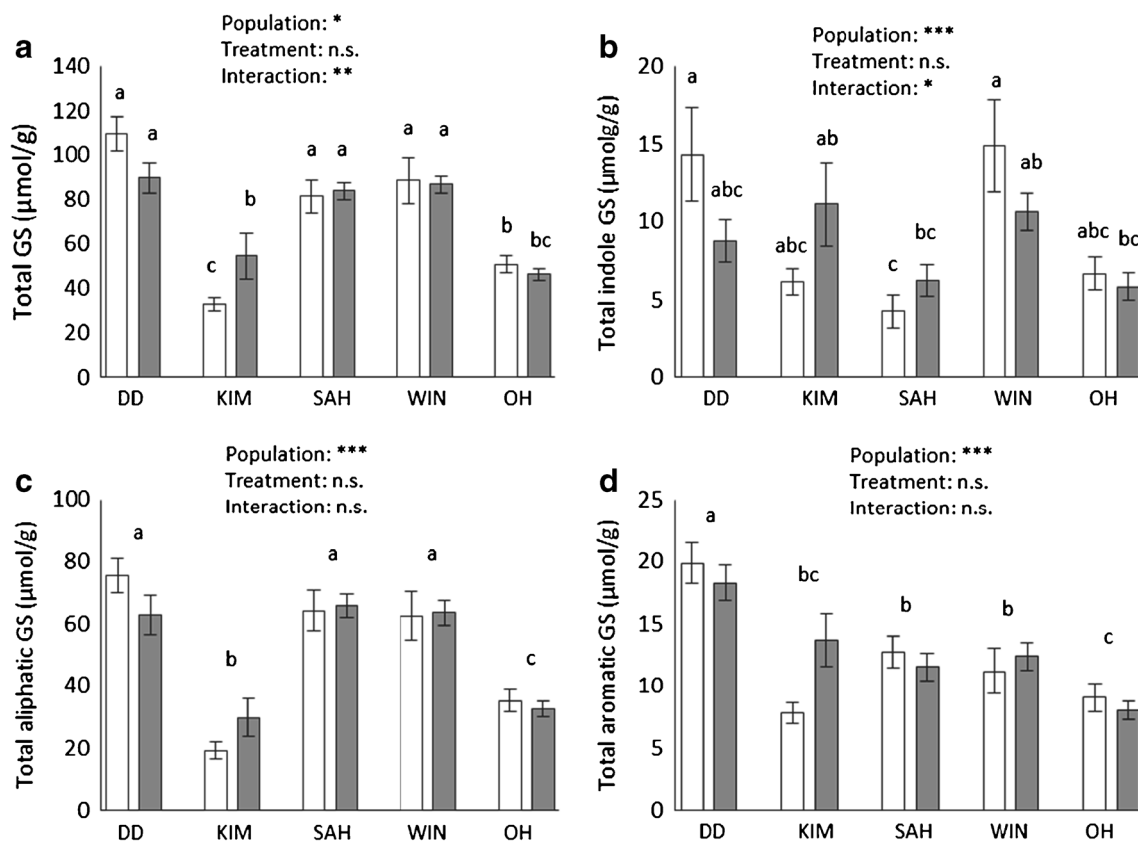 a
Population: *
Treatment: n.s.
Interaction: **
Total GS (µmol/g)
140
120
100
80
60
40
20
0
a
a
c
b
a
a
a
a
b
bc
DD
KIM
SAH
WIN
OH
b
Population: ***
Treatment: n.s.
Interaction: *
Total indole GS (µmolg/g)
20
15
10
5
0
a
abc
abc
ab
c
bc
a
ab
abc
bc
DD
KIM
SAH
WIN
OH
c
Population: ***
Treatment: n.s.
Interaction: n.s.
Total aliphatic GS (µmol/g)
100
80
60
40
20
0
a
b
a
a
c
DD
KIM
SAH
WIN
OH
d
Population: ***
Treatment: n.s.
Interaction: n.s.
Total aromatic GS (µmol/g)
25
20
15
10
5
0
a
bc
b
b
c
DD
KIM
SAH
WIN
OH